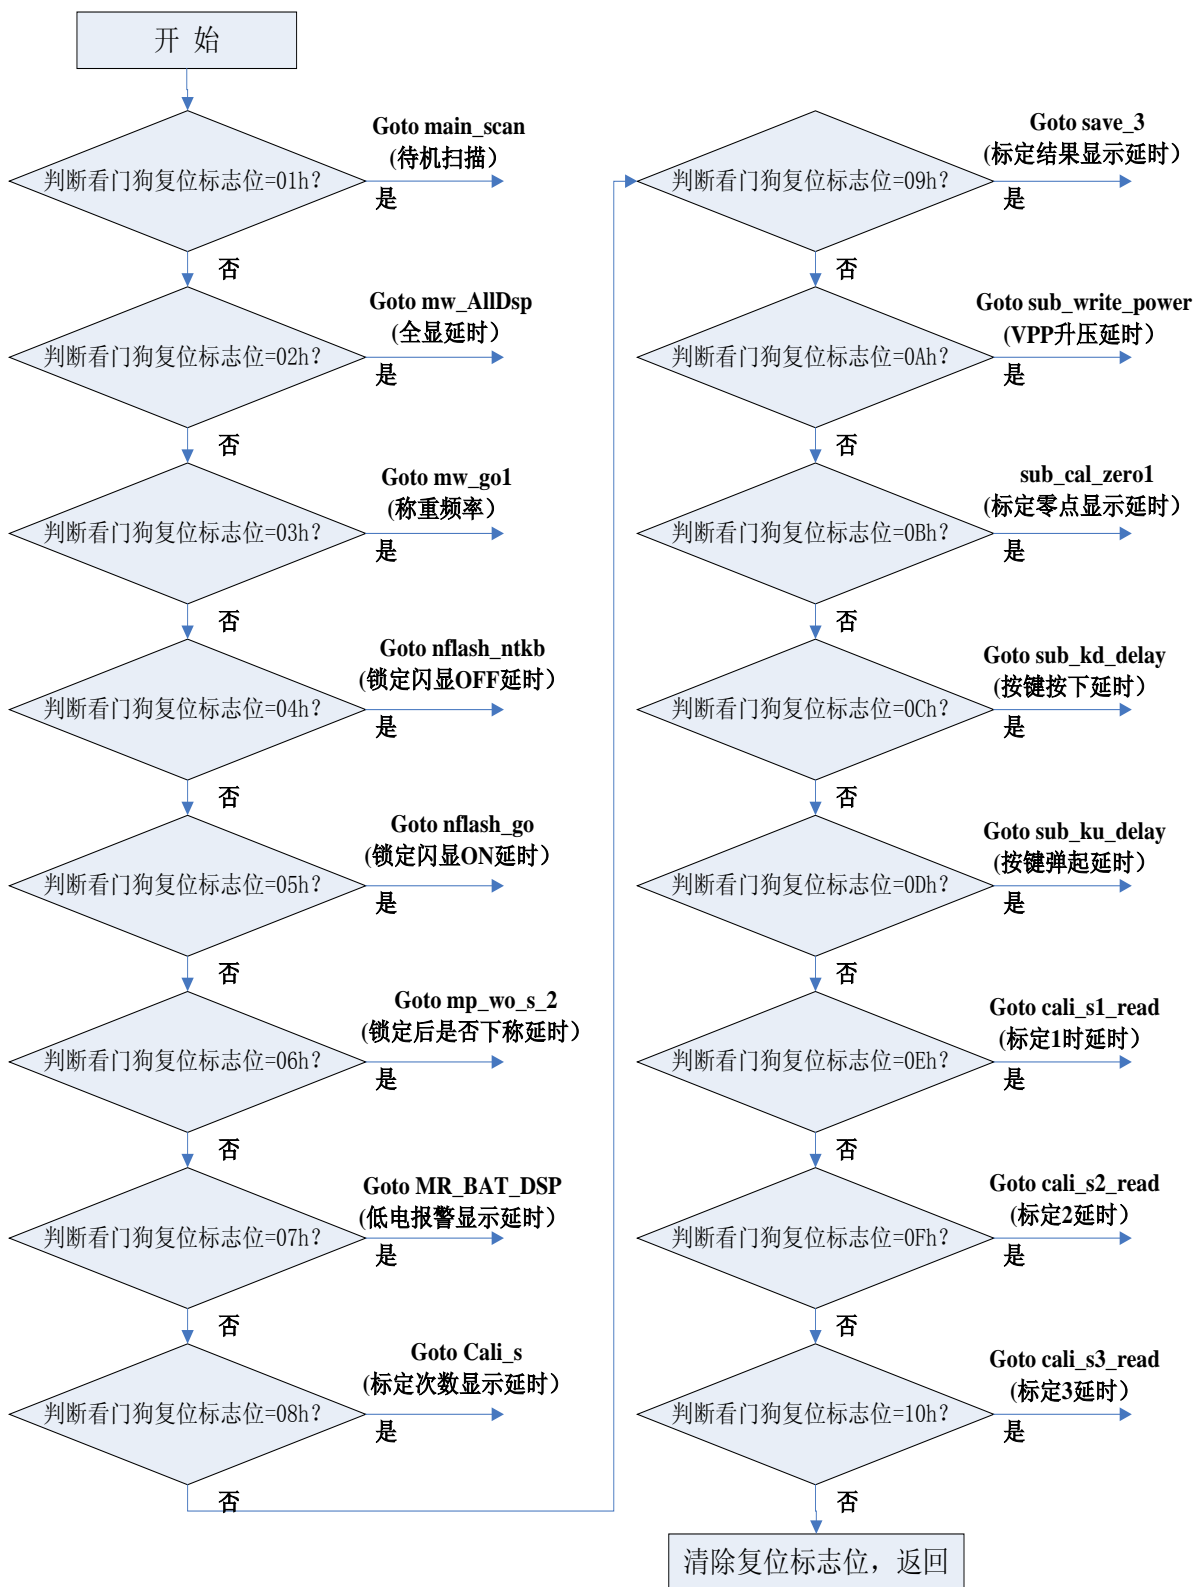 开 始
Goto main_scan
(待机扫描）
判断看门狗复位标志位=01h？
是
否
Goto mw_AllDsp
(全显延时）
判断看门狗复位标志位=02h？
是
否
Goto mw_go1
(称重频率）
判断看门狗复位标志位=03h？
是
否
Goto nflash_ntkb
(锁定闪显OFF延时）
判断看门狗复位标志位=04h？
是
否
Goto nflash_go
(锁定闪显ON延时）
判断看门狗复位标志位=05h？
是
否
Goto mp_wo_s_2
(锁定后是否下称延时）
判断看门狗复位标志位=06h？
是
否
Goto MR_BAT_DSP
(低电报警显示延时）
判断看门狗复位标志位=07h？
是
否
Goto Cali_s
(标定次数显示延时）
判断看门狗复位标志位=08h？
是
否
Goto save_3
(标定结果显示延时）
判断看门狗复位标志位=09h？
是
否
Goto sub_write_power
(VPP升压延时）
判断看门狗复位标志位=0Ah？
是
否
sub_cal_zero1
(标定零点显示延时）
判断看门狗复位标志位=0Bh？
是
否
Goto sub_kd_delay
(按键按下延时）
判断看门狗复位标志位=0Ch？
是
否
Goto sub_ku_delay
(按键弹起延时）
判断看门狗复位标志位=0Dh？
是
否
Goto cali_s1_read
(标定1时延时）
判断看门狗复位标志位=0Eh？
是
否
Goto cali_s2_read
(标定2延时）
判断看门狗复位标志位=0Fh？
是
否
Goto cali_s3_read
(标定3延时）
判断看门狗复位标志位=10h？
是
否
清除复位标志位，返回